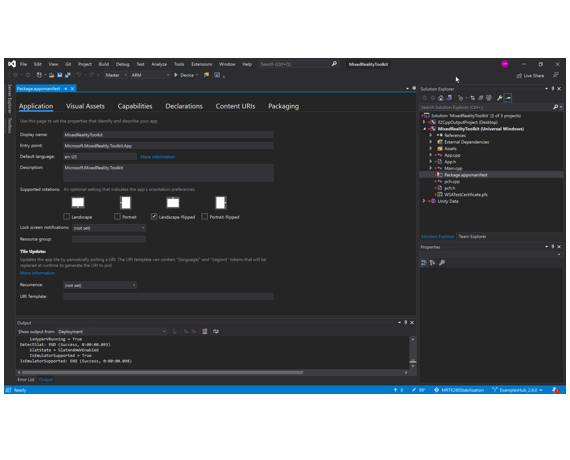 File Edit View Git Project Build Debug Test Analyze Tools Extensions Window Help Search (Ctrl+Q) MixedRealityToolkit
Master ARM Device Live Share
Server Explorer
Toolbox
Package.appxmanifest
Application Visual Assets Capabilities Declarations Content URIs Packaging
Use this page to set the properties that identify and describe your app.
Display name: MixedRealityToolkit
Entry point: Microsoft.MixedReality.Toolkit.App
Default language: en-US More information
Description: Microsoft.MixedReality.Toolkit
Supported rotations: An optional setting that indicates the app's orientation preferences.
Landscape Portrait Landscape-flipped Portrait-flipped
Lock screen notifications: (not set)
Resource group:
Tile Update:
Updates the app tile by periodically polling a URI. The URI template can contain "{language}" and "{region}" tokens that will be
replaced at runtime to generate the URI to poll.
More information
Recurrence: (not set)
URI Template:
Output
Show output from: Deployment
IsHyperVRunning = True
DetectSlat: END (Success, 0:00:00.093)
SlatState = SlatAndHwVEnabled
IsEmulatorSupported = True
IsEmulatorSupported: END (Success, 0:00:00.098)
Error List Output
Solution Explorer
Search Solution Explorer (Ctrl+;)
Solution 'MixedRealityToolkit' (3 of 3 projects)
Il2CppOutputProject (Desktop)
MixedRealityToolkit (Universal Windows)
References
External Dependencies
Assets
App.cpp
App.h
Main.cpp
Package.appxmanifest
pch.cpp
pch.h
WSATestCertificate.pfx
Unity Data
Solution Explorer Team Explorer
Properties
Ready 0 99+ MRTK280Stabilization ExamplesHub_2.8.0